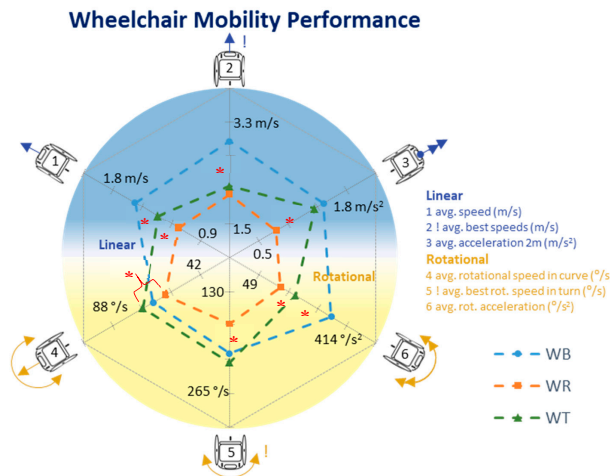 Wheelchair Mobility Performance
!
2
3.3 m/s
1
3
1.8 m/s
1.8 m/s²
*
*
*
Linear
1 avg. speed (m/s)
2 ! avg. best speeds (m/s)
3 avg. acceleration 2m (m/s²)
Rotational
4 avg. rotational speed in curve (º/s
5 ! avg. best rot. speed in turn (º/s)
6 avg. rot. acceleration (º/s²)
0.9
1.5
0.5
Linear
42
49
Rotational
*
130
88 °/s
*
*
*
414 °/s²
4
6
WB
WR
WT
265 °/s
5
!